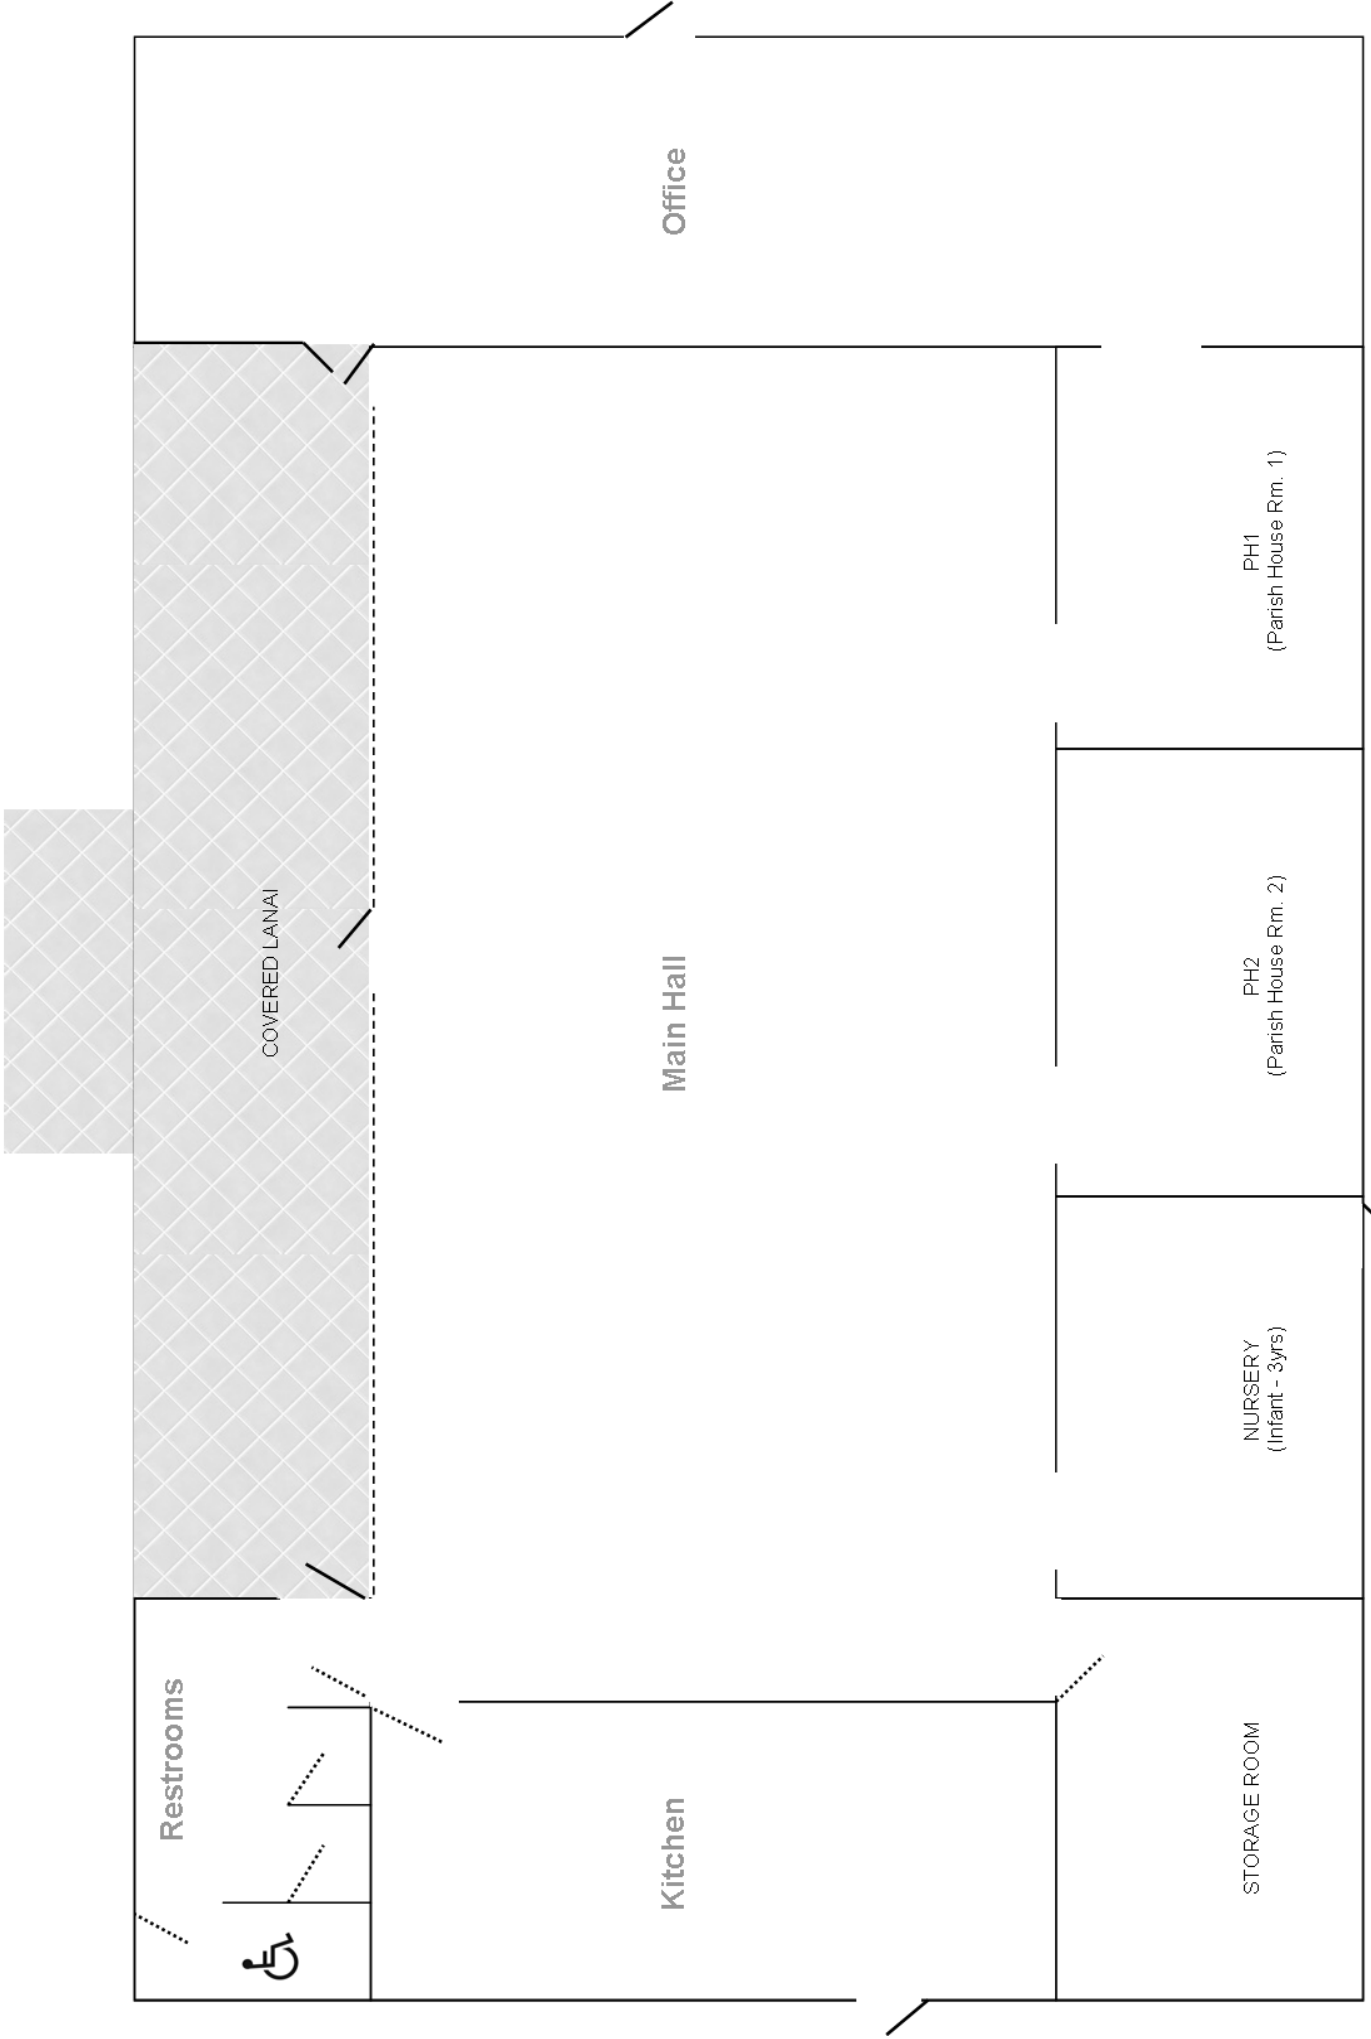 Restrooms
Kitchen
STORAGE ROOM
COVERED LANAI
Main Hall
NURSERY
(Infant - 3yrs)
PH2
(Parish House Rm. 2)
PH1
(Parish House Rm. 1)
Office